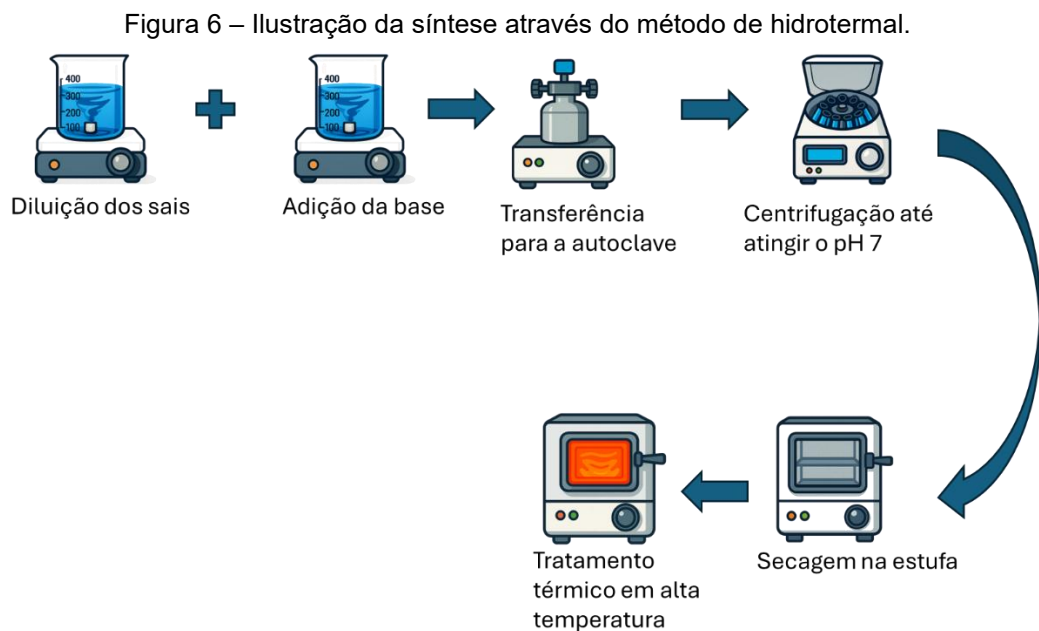 Figura 6 – Ilustração da síntese através do método de hidrotermal.
400
300
200
100
400
300
200
100
Diluição dos sais
Adição da base
Transferência
para a autoclave
Centrifugação até
atingir o pH 7
Tratamento
térmico em alta
temperatura
Secagem na estufa